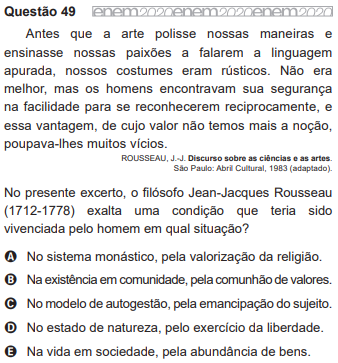 Questão 49 enem2020enem2020enem2020
Antes que a arte polisse nossas maneiras e
ensinasse nossas paixões a falarem a linguagem
apurada, nossos costumes eram rústicos. Não era
melhor, mas os homens encontravam sua segurança
na facilidade para se reconhecerem reciprocamente, e
essa vantagem, de cujo valor não temos mais a noção,
poupava-lhes muitos vícios.
ROUSSEAU, J.-J. Discurso sobre as ciências e as artes.
São Paulo: Abril Cultural, 1983 (adaptado).
No presente excerto, o filósofo Jean-Jacques Rousseau
(1712-1778) exalta uma condição que teria sido
vivenciada pelo homem em qual situação?
A No sistema monástico, pela valorização da religião.
B Na existência em comunidade, pela comunhão de valores.
C No modelo de autogestão, pela emancipação do sujeito.
D No estado de natureza, pelo exercício da liberdade.
E Na vida em sociedade, pela abundância de bens.